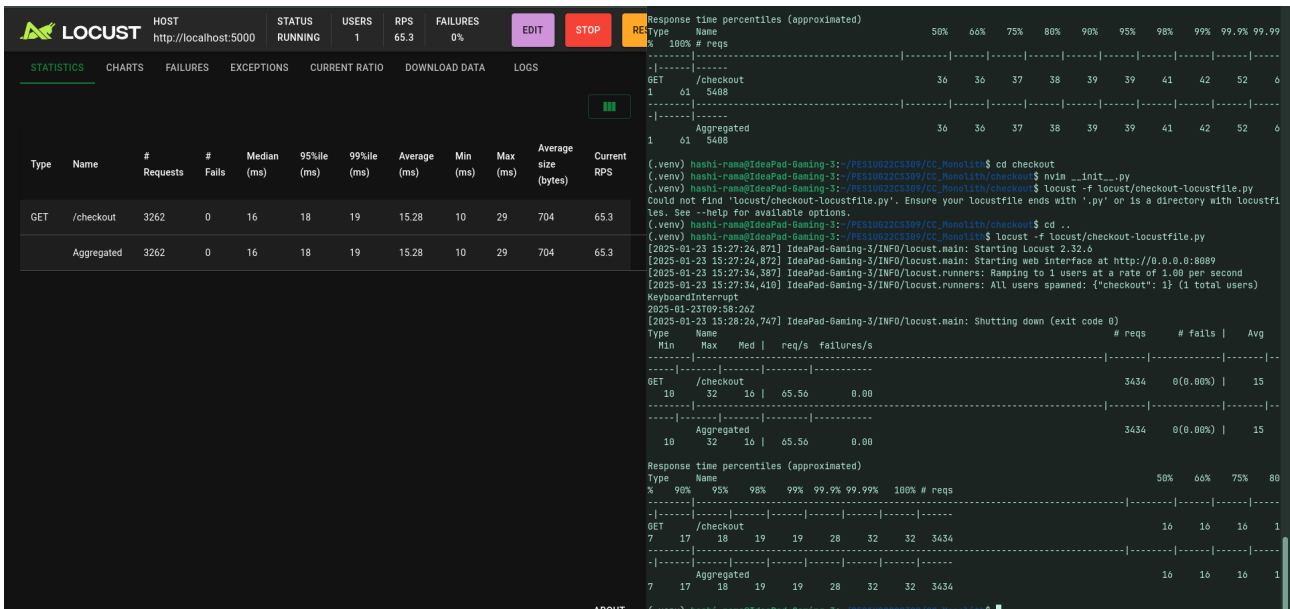 LOCUST
HOST
http://localhost:5000
STATUS
RUNNING
USERS
1
RPS
65.3
FAILURES
0%
EDIT
STOP
RE
STATISTICS CHARTS FAILURES EXCEPTIONS CURRENT RATIO DOWNLOAD DATA LOGS
Type Name # Requests # Fails Median (ms) 95%ile (ms) 99%ile (ms) Average (ms) Min (ms) Max (ms) Average size (bytes) Current RPS
GET /checkout 3262 0 16 18 19 15.28 10 29 704 65.3
Aggregated 3262 0 16 18 19 15.28 10 29 704 65.3
Response time percentiles (approximated)
Type Name 50% 66% 75% 80% 90% 95% 98% 99% 99.9% 99.99
% 100% # reqs
--------|--------------------------------------------------------------------------------|--------|------|------|------|------|------|------|------|------|-----
-|------|------
GET /checkout 36 36 37 38 39 39 41 42 52 6
1 61 5408
--------|--------------------------------------------------------------------------------|--------|------|------|------|------|------|------|------|------|-----
-|------|------
Aggregated 36 36 37 38 39 39 41 42 52 6
1 61 5408
(.venv) hashi-rama@IdeaPad-Gaming-3:~/PES1UG22CS309/CC_Monolith$ cd checkout
(.venv) hashi-rama@IdeaPad-Gaming-3:~/PES1UG22CS309/CC_Monolith/checkout$ nvim __init__.py
(.venv) hashi-rama@IdeaPad-Gaming-3:~/PES1UG22CS309/CC_Monolith/checkout$ locust -f locust/checkout-locustfile.py
Could not find 'locust/checkout-locustfile.py'. Ensure your locustfile ends with '.py' or is a directory with locustfi
les. See --help for available options.
(.venv) hashi-rama@IdeaPad-Gaming-3:~/PES1UG22CS309/CC_Monolith/checkout$ cd ..
(.venv) hashi-rama@IdeaPad-Gaming-3:~/PES1UG22CS309/CC_Monolith$ locust -f locust/checkout-locustfile.py
[2025-01-23 15:27:24,871] IdeaPad-Gaming-3/INFO/locust.main: Starting Locust 2.32.6
[2025-01-23 15:27:24,872] IdeaPad-Gaming-3/INFO/locust.main: Starting web interface at http://0.0.0.0:8089
[2025-01-23 15:27:34,387] IdeaPad-Gaming-3/INFO/locust.runners: Ramping to 1 users at a rate of 1.00 per second
[2025-01-23 15:27:34,410] IdeaPad-Gaming-3/INFO/locust.runners: All users spawned: {"checkout": 1} (1 total users)
KeyboardInterrupt
2025-01-23T09:58:26Z
[2025-01-23 15:28:26,747] IdeaPad-Gaming-3/INFO/locust.main: Shutting down (exit code 0)
Type Name # reqs # fails | Avg
Min Max Med | req/s failures/s
--------|--------------------------------------------------------------------------------|-------|-------------|-------|--
-----|-------|-------|--------|-----------
GET /checkout 3434 0(0.00%) | 15
10 32 16 | 65.56 0.00
--------|--------------------------------------------------------------------------------|-------|-------------|-------|--
-----|-------|-------|--------|-----------
Aggregated 3434 0(0.00%) | 15
10 32 16 | 65.56 0.00
Response time percentiles (approximated)
Type Name 50% 66% 75% 80
% 90% 95% 98% 99% 99.9% 99.99% 100% # reqs
--------|--------------------------------------------------------------------------------|--------|------|------|-----
-|------|------|------|------|------|------|------|------
GET /checkout 16 16 16 1
7 17 18 19 19 28 32 32 3434
--------|--------------------------------------------------------------------------------|--------|------|------|-----
-|------|------|------|------|------|------|------|------
Aggregated 16 16 16 1
7 17 18 19 19 28 32 32 3434